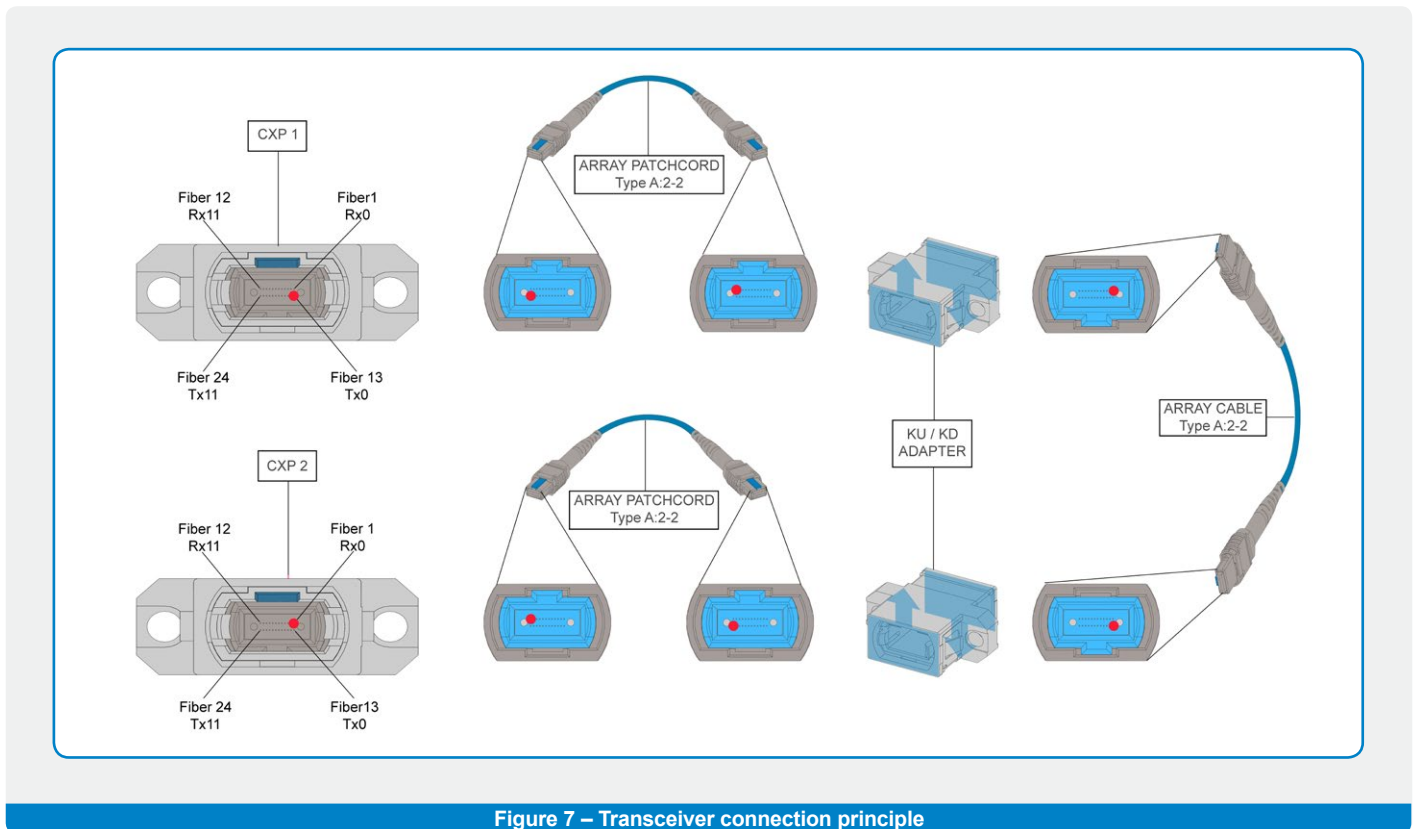 CXP 1
Fiber 12
Rx11
Fiber1
Rx0
Fiber 24
Tx11
Fiber 13
Tx0
ARRAY PATCHCORD
Type A:2-2
CXP 2
Fiber 12
Rx11
Fiber 1
Rx0
Fiber 24
Tx11
Fiber13
Tx0
ARRAY PATCHCORD
Type A:2-2
KU / KD
ADAPTER
ARRAY CABLE
Type A:2-2
Figure 7 – Transceiver connection principle